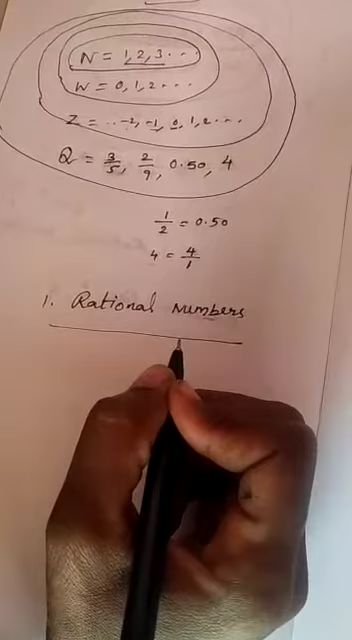 N = 1, 2, 3...
W = 0, 1, 2...
Z = ..-2, -1, 0, 1, 2...
Q = 3/5, 2/9, 0.50, 4
1/2 = 0.50
4 = 4/1
1. Rational numbers